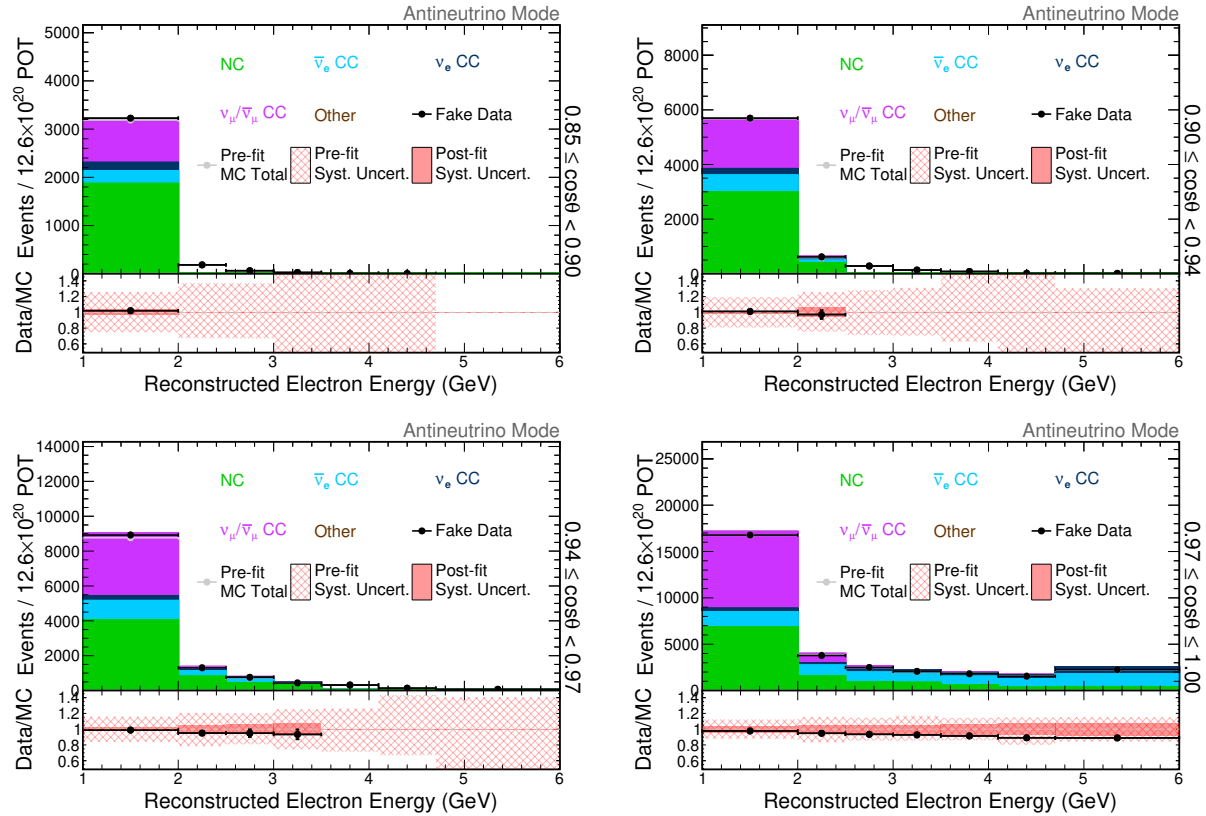 Antineutrino Mode
Events / 12.6×10²⁰ POT
5000
4000
3000
2000
1000
0
NC
ν̅ₑ CC
νₑ CC
ν_μ/ν̅_μ CC
Other
Fake Data
Pre-fit
MC Total
Pre-fit
Syst. Uncert.
Post-fit
Syst. Uncert.
0.85 ≤ cosθ < 0.90
Data/MC
1.4
1.2
1
0.8
0.6
1 2 3 4 5 6
Reconstructed Electron Energy (GeV)
Antineutrino Mode
Events / 12.6×10²⁰ POT
8000
6000
4000
2000
0
NC
ν̅ₑ CC
νₑ CC
ν_μ/ν̅_μ CC
Other
Fake Data
Pre-fit
MC Total
Pre-fit
Syst. Uncert.
Post-fit
Syst. Uncert.
0.90 ≤ cosθ < 0.94
Data/MC
1.4
1.2
1
0.8
0.6
1 2 3 4 5 6
Reconstructed Electron Energy (GeV)
Antineutrino Mode
Events / 12.6×10²⁰ POT
14000
12000
10000
8000
6000
4000
2000
0
NC
ν̅ₑ CC
νₑ CC
ν_μ/ν̅_μ CC
Other
Fake Data
Pre-fit
MC Total
Pre-fit
Syst. Uncert.
Post-fit
Syst. Uncert.
0.94 ≤ cosθ < 0.97
Data/MC
1.4
1.2
1
0.8
0.6
1 2 3 4 5 6
Reconstructed Electron Energy (GeV)
Antineutrino Mode
Events / 12.6×10²⁰ POT
25000
20000
15000
10000
5000
0
NC
ν̅ₑ CC
νₑ CC
ν_μ/ν̅_μ CC
Other
Fake Data
Pre-fit
MC Total
Pre-fit
Syst. Uncert.
Post-fit
Syst. Uncert.
0.97 ≤ cosθ ≤ 1.00
Data/MC
1.4
1.2
1
0.8
0.6
1 2 3 4 5 6
Reconstructed Electron Energy (GeV)